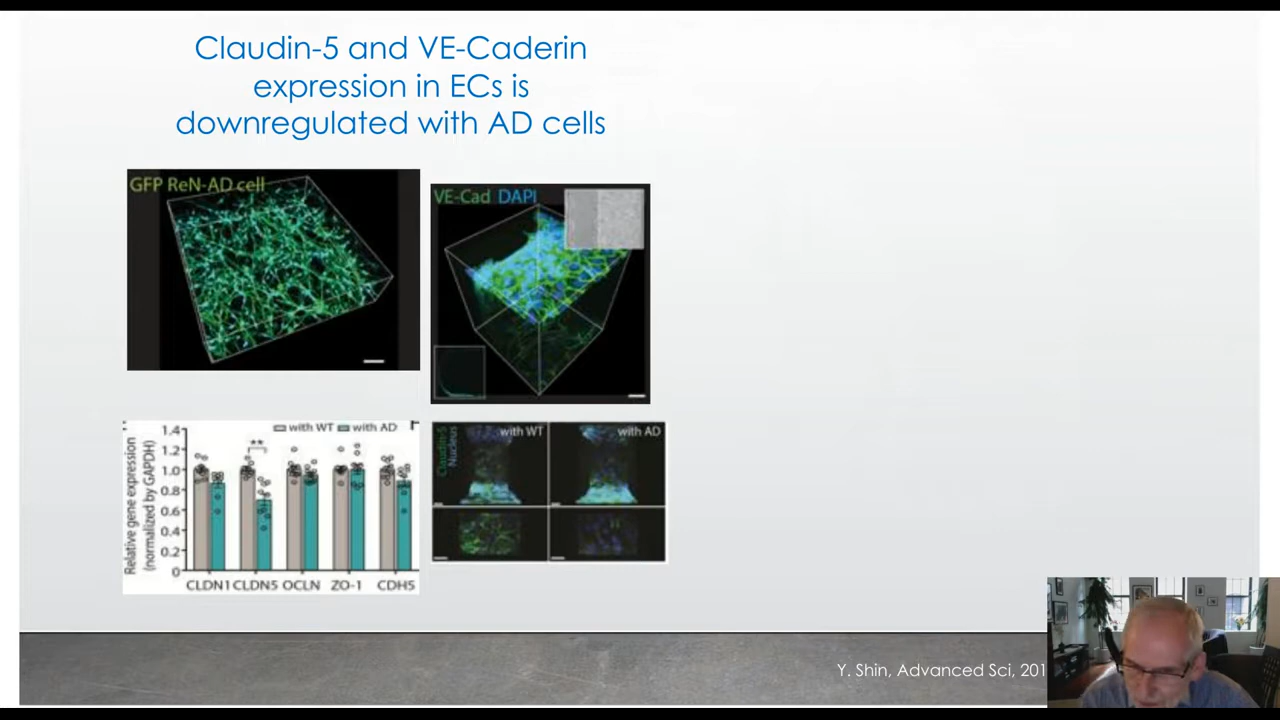 Claudin-5 and VE-Caderin
expression in ECs is
downregulated with AD cells
GFP ReN-AD cell
VE-Cad DAPI
with WT with AD
**
Relative gene expression
(normalized by GAPDH)
1.4
1.2
1.0
0.8
0.6
0.4
0.2
0
CLDN1 CLDN5 OCLN ZO-1 CDH5
Claudin-5
Nucleus
with WT
with AD
Y. Shin, Advanced Sci, 201